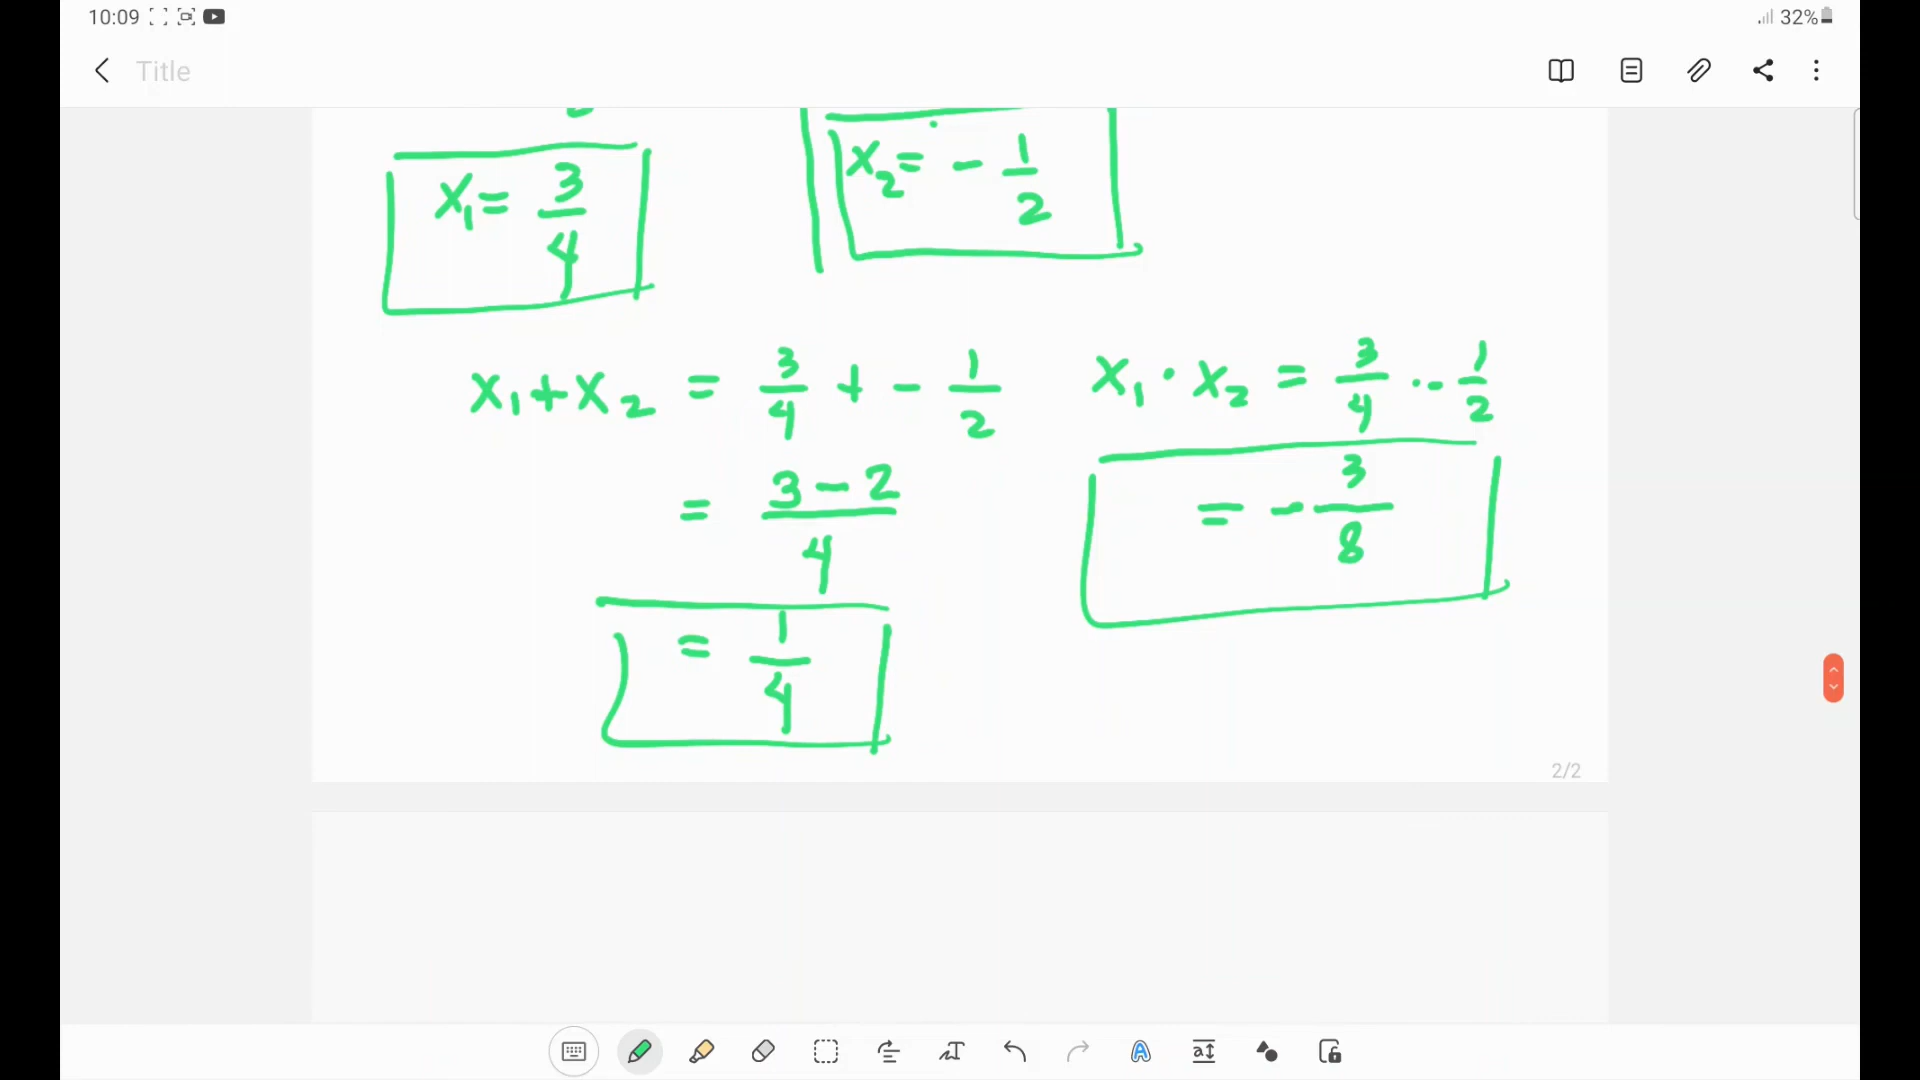 10:09
32%
Title
x₁ = 3/4
x₂ = - 1/2
x₁ + x₂ = 3/4 + - 1/2
= 3 - 2 / 4
= 1/4
x₁ · x₂ = 3/4 · - 1/2
= - 3/8
2/2